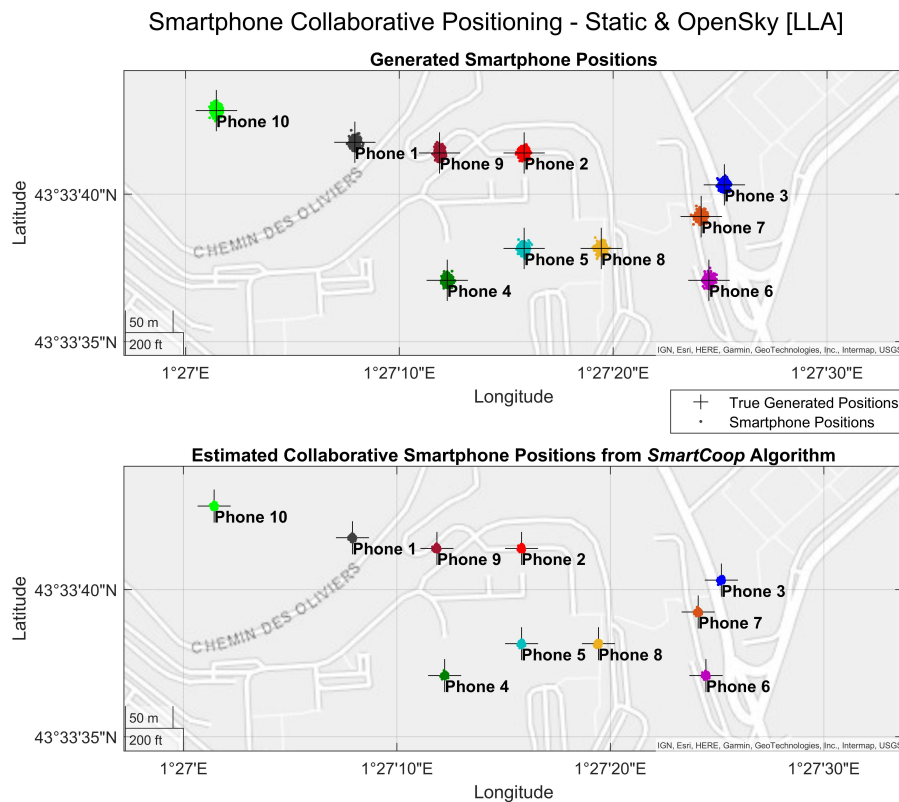 Smartphone Collaborative Positioning - Static & OpenSky [LLA]
Generated Smartphone Positions
Latitude
43°33'40"N
43°33'35"N
Phone 10
Phone 1
Phone 9
Phone 2
Phone 3
Phone 7
Phone 5
Phone 8
Phone 4
Phone 6
CHEMIN DES OLIVIERS
50 m
200 ft
IGN, Esri, HERE, Garmin, GeoTechnologies, Inc., Intermap, USGS
1°27'E
1°27'10"E
1°27'20"E
1°27'30"E
Longitude
True Generated Positions
Smartphone Positions
Estimated Collaborative Smartphone Positions from SmartCoop Algorithm
Latitude
43°33'40"N
43°33'35"N
Phone 10
Phone 1
Phone 9
Phone 2
Phone 3
Phone 7
Phone 5
Phone 8
Phone 4
Phone 6
CHEMIN DES OLIVIERS
50 m
200 ft
IGN, Esri, HERE, Garmin, GeoTechnologies, Inc., Intermap, USGS
1°27'E
1°27'10"E
1°27'20"E
1°27'30"E
Longitude